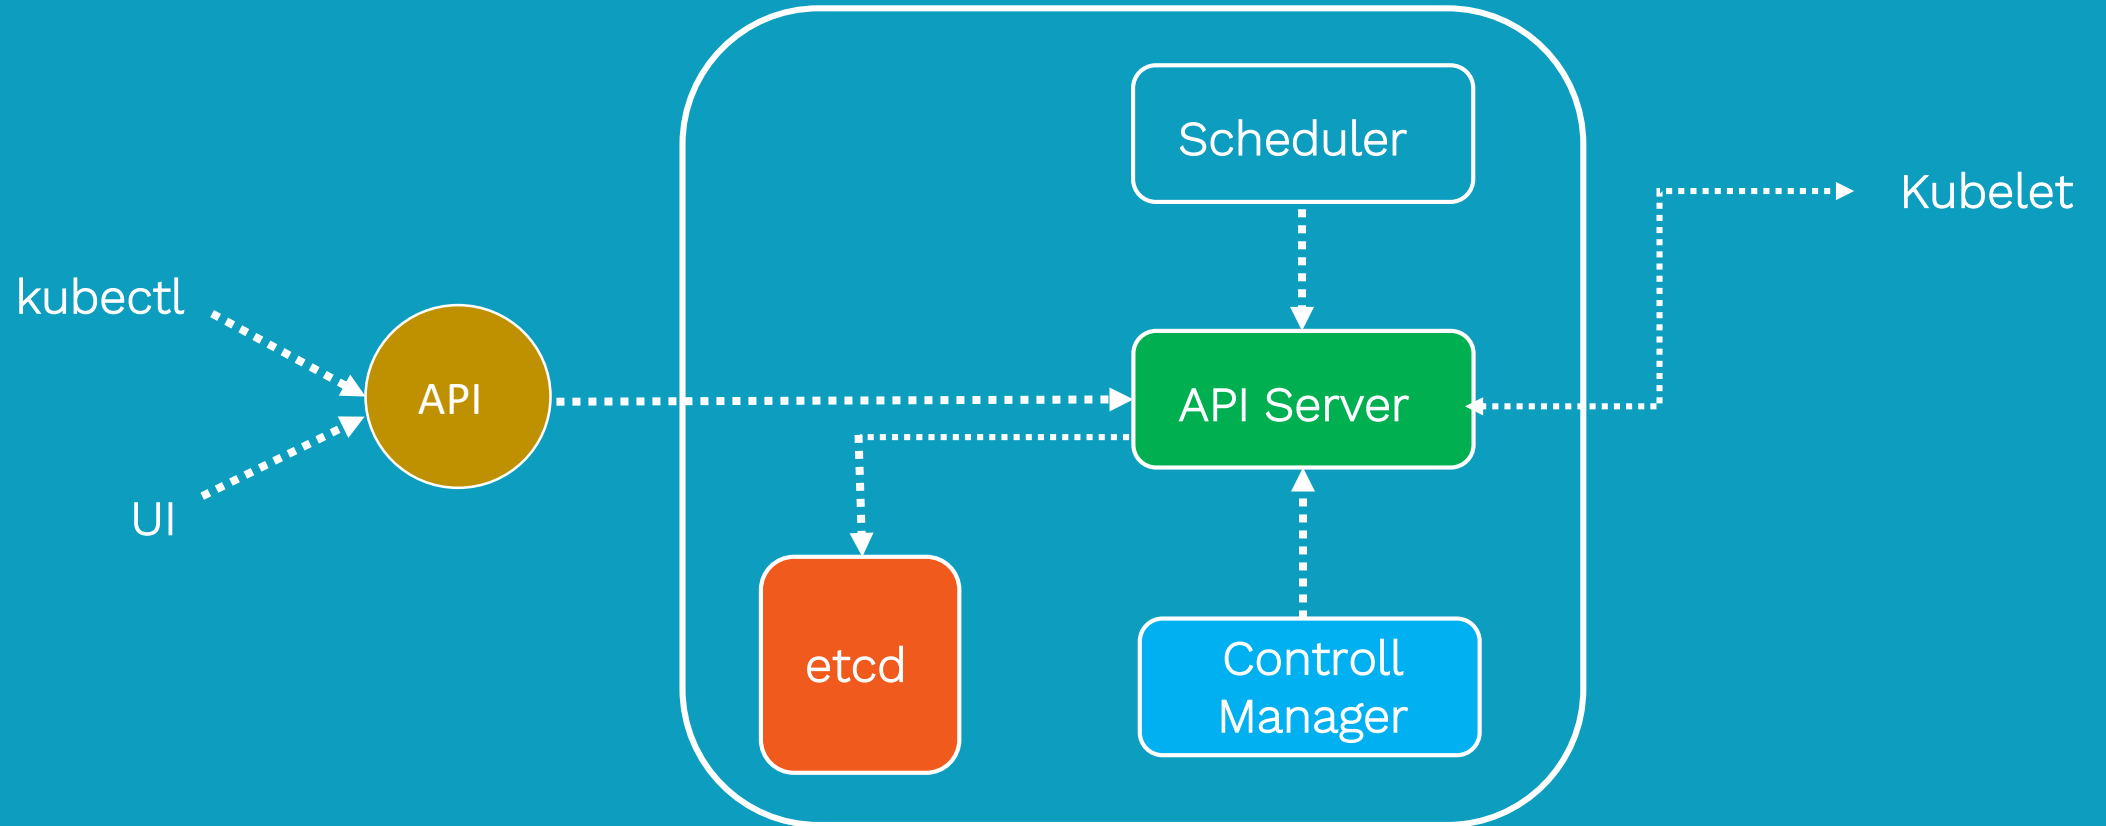 Scheduler
Kubelet
kubectl
API
API Server
UI
etcd
Controll
Manager